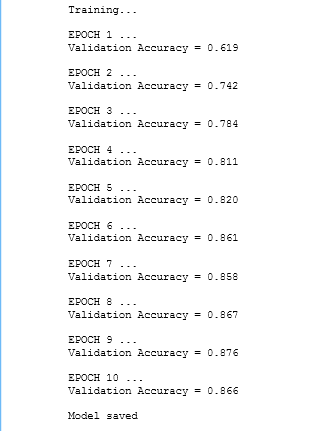 Training...
EPOCH 1 ...
Validation Accuracy = 0.619
EPOCH 2 ...
Validation Accuracy = 0.742
EPOCH 3 ...
Validation Accuracy = 0.784
EPOCH 4 ...
Validation Accuracy = 0.811
EPOCH 5 ...
Validation Accuracy = 0.820
EPOCH 6 ...
Validation Accuracy = 0.861
EPOCH 7 ...
Validation Accuracy = 0.858
EPOCH 8 ...
Validation Accuracy = 0.867
EPOCH 9 ...
Validation Accuracy = 0.876
EPOCH 10 ...
Validation Accuracy = 0.866
Model saved